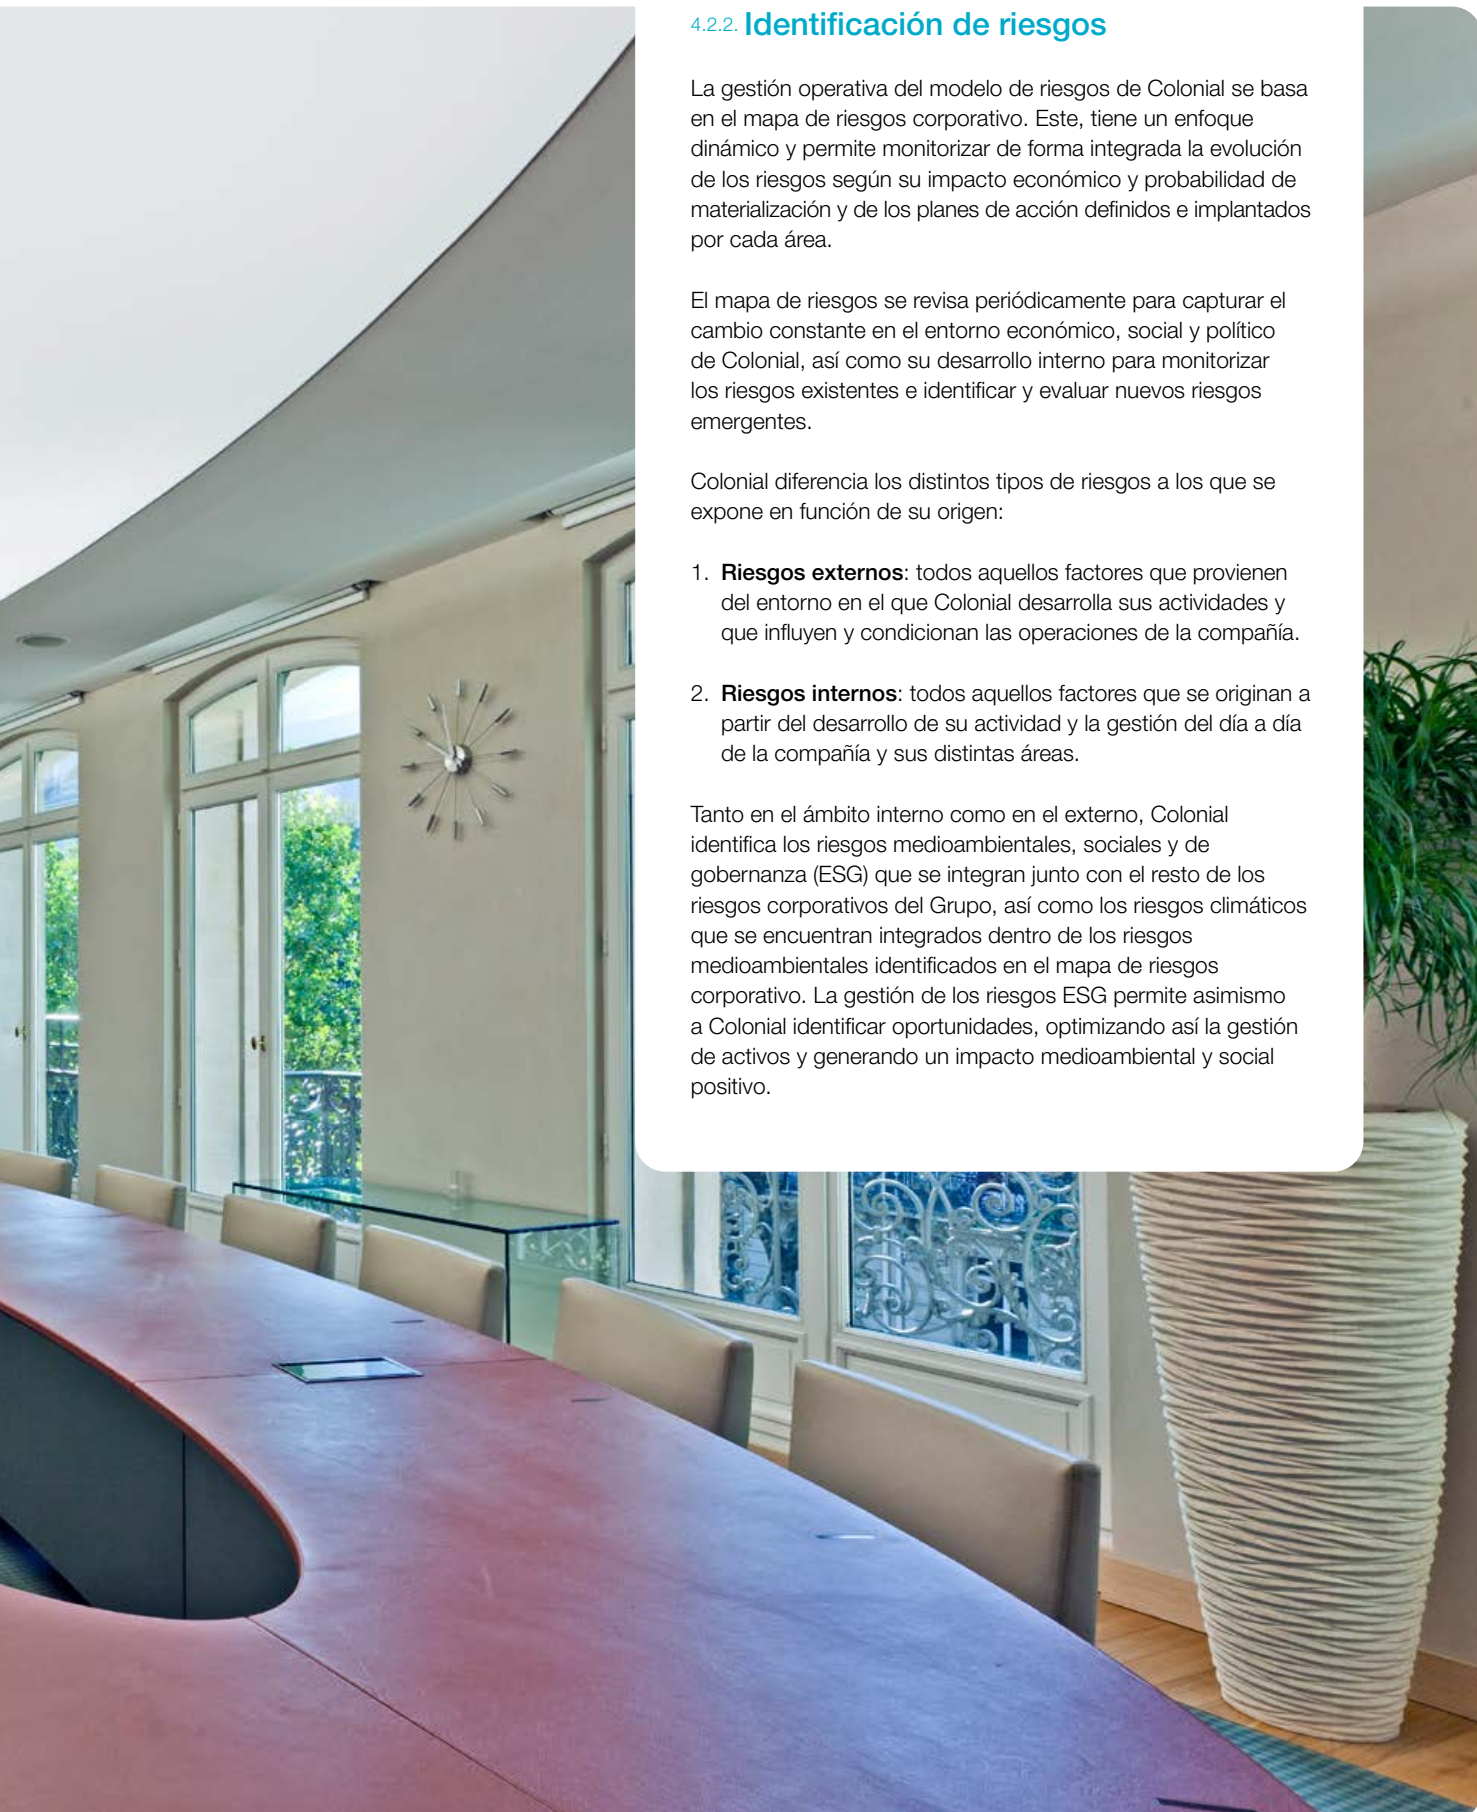 4.2.2. Identificación de riesgos
La gestión operativa del modelo de riesgos de Colonial se basa
en el mapa de riesgos corporativo. Este, tiene un enfoque
dinámico y permite monitorizar de forma integrada la evolución
de los riesgos según su impacto económico y probabilidad de
materialización y de los planes de acción definidos e implantados
por cada área.
El mapa de riesgos se revisa periódicamente para capturar el
cambio constante en el entorno económico, social y político
de Colonial, así como su desarrollo interno para monitorizar
los riesgos existentes e identificar y evaluar nuevos riesgos
emergentes.
Colonial diferencia los distintos tipos de riesgos a los que se
expone en función de su origen:
1. Riesgos externos: todos aquellos factores que provienen
del entorno en el que Colonial desarrolla sus actividades y
que influyen y condicionan las operaciones de la compañía.
2. Riesgos internos: todos aquellos factores que se originan a
partir del desarrollo de su actividad y la gestión del día a día
de la compañía y sus distintas áreas.
Tanto en el ámbito interno como en el externo, Colonial
identifica los riesgos medioambientales, sociales y de
gobernanza (ESG) que se integran junto con el resto de los
riesgos corporativos del Grupo, así como los riesgos climáticos
que se encuentran integrados dentro de los riesgos
medioambientales identificados en el mapa de riesgos
corporativo. La gestión de los riesgos ESG permite asimismo
a Colonial identificar oportunidades, optimizando así la gestión
de activos y generando un impacto medioambiental y social
positivo.